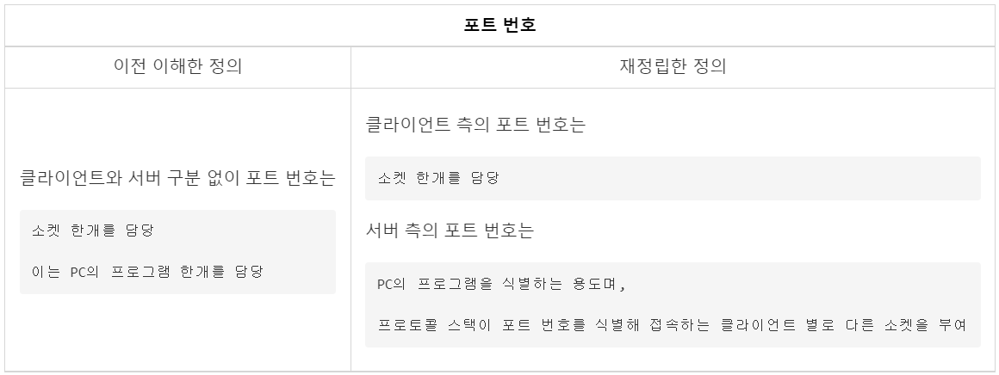 포트 번호
이전 이해한 정의
재정립한 정의
클라이언트와 서버 구분 없이 포트 번호는
소켓 한개를 담당
이는 PC의 프로그램 한개를 담당
클라이언트 측의 포트 번호는
소켓 한개를 담당
서버 측의 포트 번호는
PC의 프로그램을 식별하는 용도며,
프로토콜 스택이 포트 번호를 식별해 접속하는 클라이언트 별로 다른 소켓을 부여